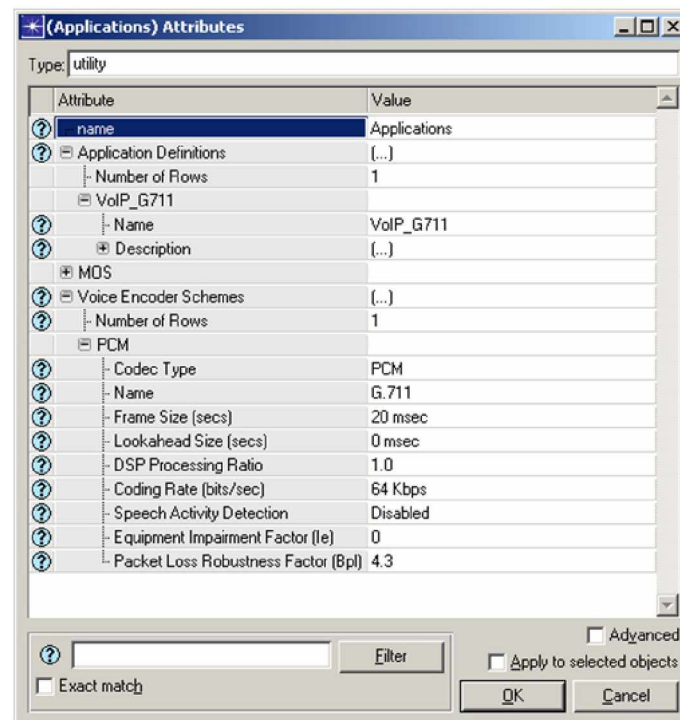 (Applications) Attributes
Type: utility
Attribute Value
name Applications
Application Definitions (...)
Number of Rows 1
VoIP_G711
Name VoIP_G711
Description (...)
MOS
Voice Encoder Schemes (...)
Number of Rows 1
PCM
Codec Type PCM
Name G.711
Frame Size (secs) 20 msec
Lookahead Size (secs) 0 msec
DSP Processing Ratio 1.0
Coding Rate (bits/sec) 64 Kbps
Speech Activity Detection Disabled
Equipment Impairment Factor (Ie) 0
Packet Loss Robustness Factor (Bpl) 4.3
Advanced
Filter
Apply to selected objects
Exact match
OK Cancel